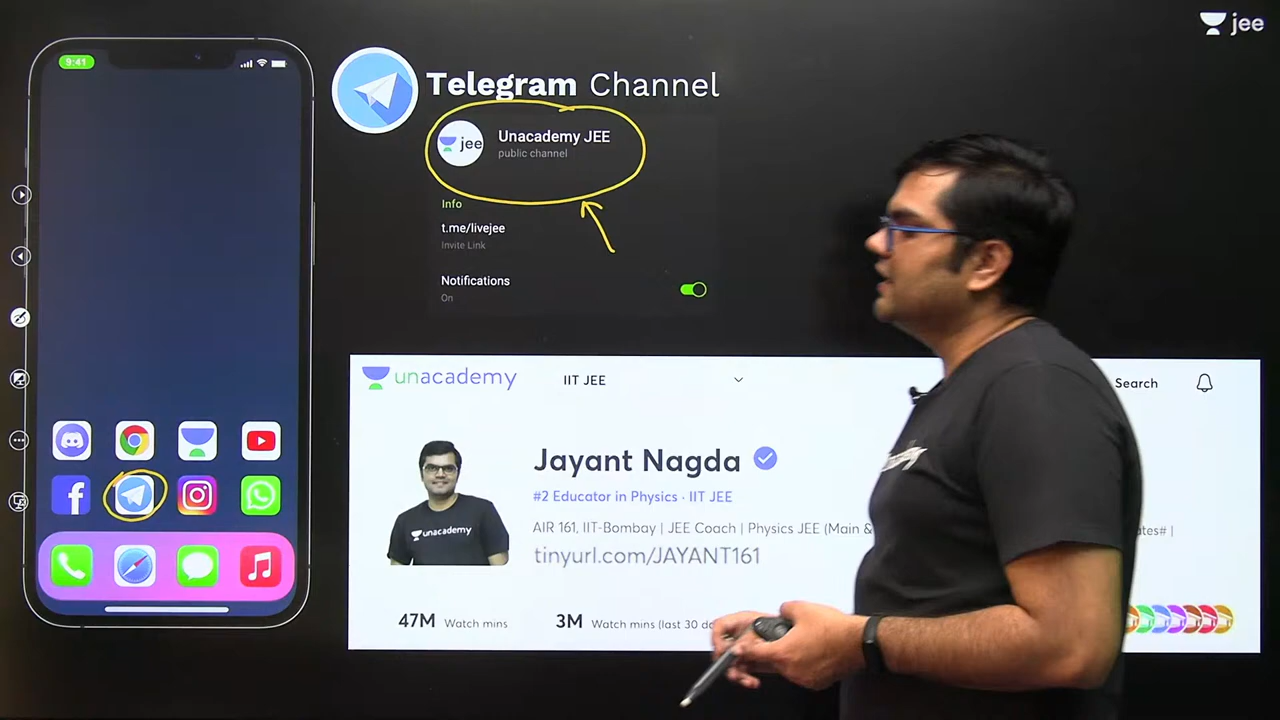 jee
9:41
Telegram Channel
jee
Unacademy JEE
public channel
Info
t.me/livejee
Invite Link
Notifications
On
unacademy
IIT JEE
Search
Jayant Nagda
#2 Educator in Physics · IIT JEE
AIR 161, IIT-Bombay | JEE Coach | Physics JEE (Main &
tinyurl.com/JAYANT161
unacademy
47M Watch mins
3M Watch mins (last 30